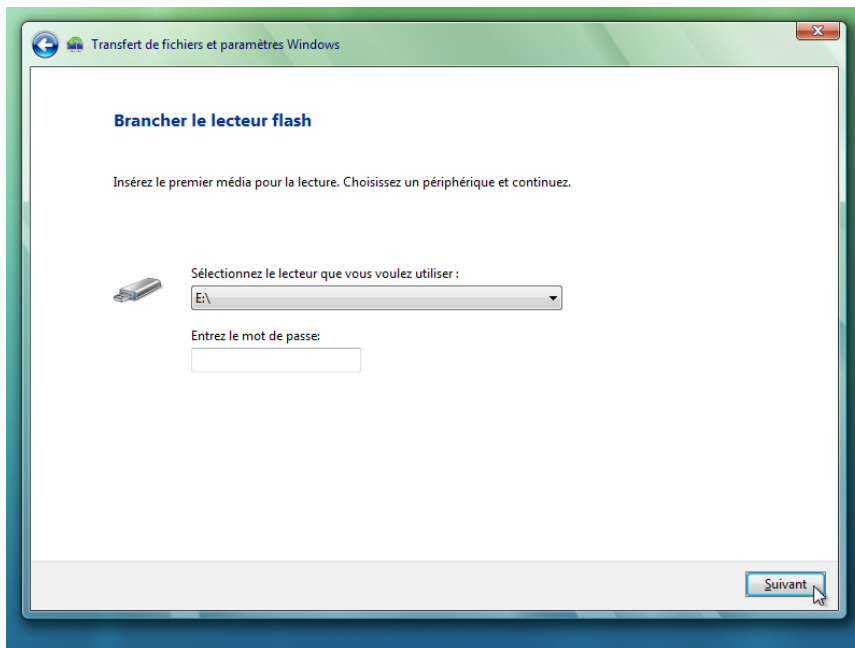 Transfert de fichiers et paramètres Windows
Brancher le lecteur flash
Insérez le premier média pour la lecture. Choisissez un périphérique et continuez.
Sélectionnez le lecteur que vous voulez utiliser :
E:\
Entrez le mot de passe:
Suivant